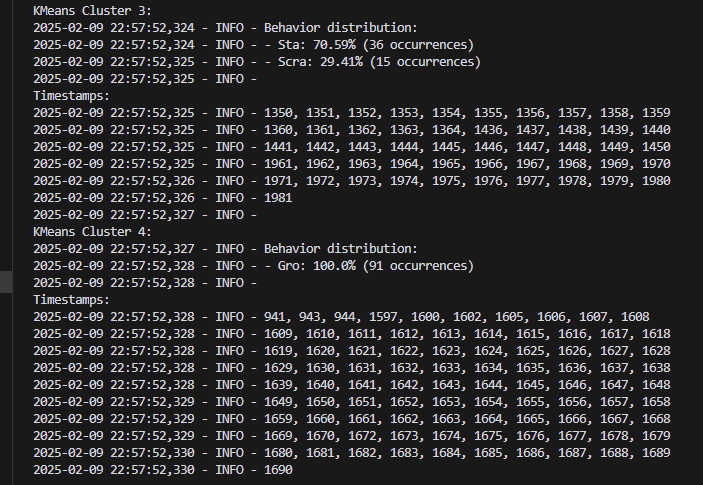 KMeans Cluster 3:
2025-02-09 22:57:52,324 - INFO - Behavior distribution:
2025-02-09 22:57:52,324 - INFO - - Sta: 70.59% (36 occurrences)
2025-02-09 22:57:52,325 - INFO - - Scra: 29.41% (15 occurrences)
2025-02-09 22:57:52,325 - INFO -
Timestamps:
2025-02-09 22:57:52,325 - INFO - 1350, 1351, 1352, 1353, 1354, 1355, 1356, 1357, 1358, 1359
2025-02-09 22:57:52,325 - INFO - 1360, 1361, 1362, 1363, 1364, 1436, 1437, 1438, 1439, 1440
2025-02-09 22:57:52,325 - INFO - 1441, 1442, 1443, 1444, 1445, 1446, 1447, 1448, 1449, 1450
2025-02-09 22:57:52,325 - INFO - 1961, 1962, 1963, 1964, 1965, 1966, 1967, 1968, 1969, 1970
2025-02-09 22:57:52,326 - INFO - 1971, 1972, 1973, 1974, 1975, 1976, 1977, 1978, 1979, 1980
2025-02-09 22:57:52,326 - INFO - 1981
2025-02-09 22:57:52,327 - INFO -
KMeans Cluster 4:
2025-02-09 22:57:52,327 - INFO - Behavior distribution:
2025-02-09 22:57:52,328 - INFO - - Gro: 100.0% (91 occurrences)
2025-02-09 22:57:52,328 - INFO -
Timestamps:
2025-02-09 22:57:52,328 - INFO - 941, 943, 944, 1597, 1600, 1602, 1605, 1606, 1607, 1608
2025-02-09 22:57:52,328 - INFO - 1609, 1610, 1611, 1612, 1613, 1614, 1615, 1616, 1617, 1618
2025-02-09 22:57:52,328 - INFO - 1619, 1620, 1621, 1622, 1623, 1624, 1625, 1626, 1627, 1628
2025-02-09 22:57:52,328 - INFO - 1629, 1630, 1631, 1632, 1633, 1634, 1635, 1636, 1637, 1638
2025-02-09 22:57:52,328 - INFO - 1639, 1640, 1641, 1642, 1643, 1644, 1645, 1646, 1647, 1648
2025-02-09 22:57:52,329 - INFO - 1649, 1650, 1651, 1652, 1653, 1654, 1655, 1656, 1657, 1658
2025-02-09 22:57:52,329 - INFO - 1659, 1660, 1661, 1662, 1663, 1664, 1665, 1666, 1667, 1668
2025-02-09 22:57:52,329 - INFO - 1669, 1670, 1672, 1673, 1674, 1675, 1676, 1677, 1678, 1679
2025-02-09 22:57:52,330 - INFO - 1680, 1681, 1682, 1683, 1684, 1685, 1686, 1687, 1688, 1689
2025-02-09 22:57:52,330 - INFO - 1690